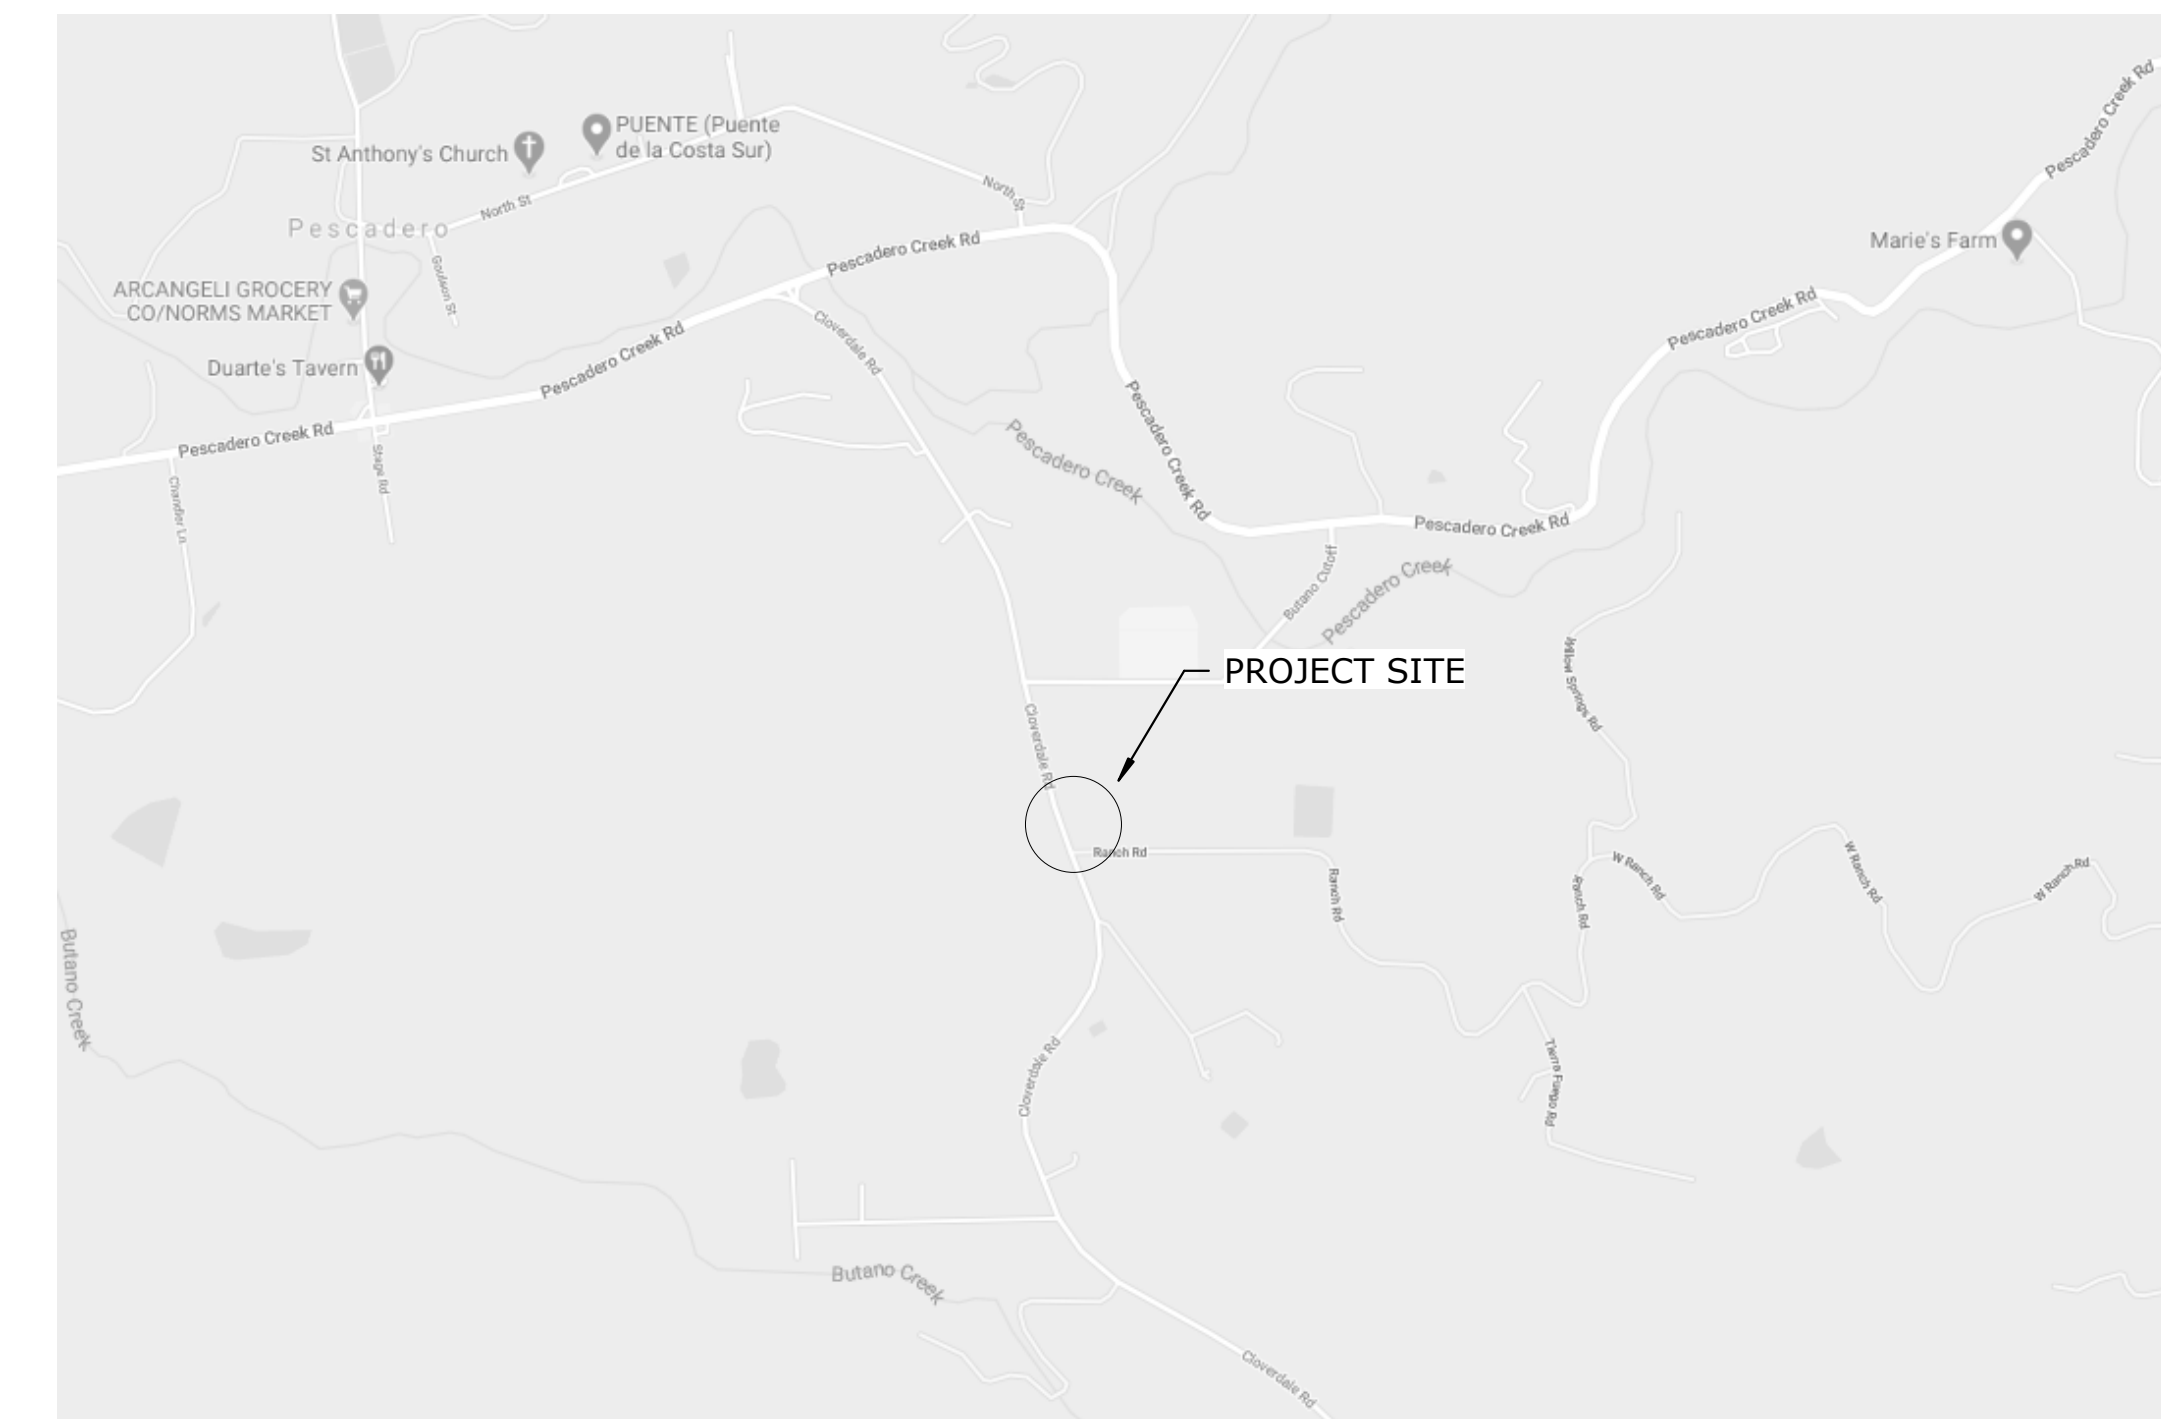 Pescadero Creek Rd
PUENTE (Puente
de la Costa Sur)
St Anthony's Church
North St
North St
Pescadero
Pescadero Creek Rd
Marie's Farm
Goulson St
ARCANGELI GROCERY
CO/NORMS MARKET
Pescadero Creek Rd
Cloverdale Rd
Pescadero Creek Rd
Duarte's Tavern
Pescadero Creek Rd
Pescadero Creek Rd
Stage Rd
Chandler Ln
Pescadero Creek
Pescadero Creek Rd
Butano Cutoff
Pescadero Creek
PROJECT SITE
Willow Springs Rd
Cloverdale Rd
Ranch Rd
Ranch Rd
Ranch Rd
W Ranch Rd
W Ranch Rd
W Ranch Rd
Butano Creek
Cloverdale Rd
Tierra Fuego Rd
Butano Creek
Cloverdale Rd